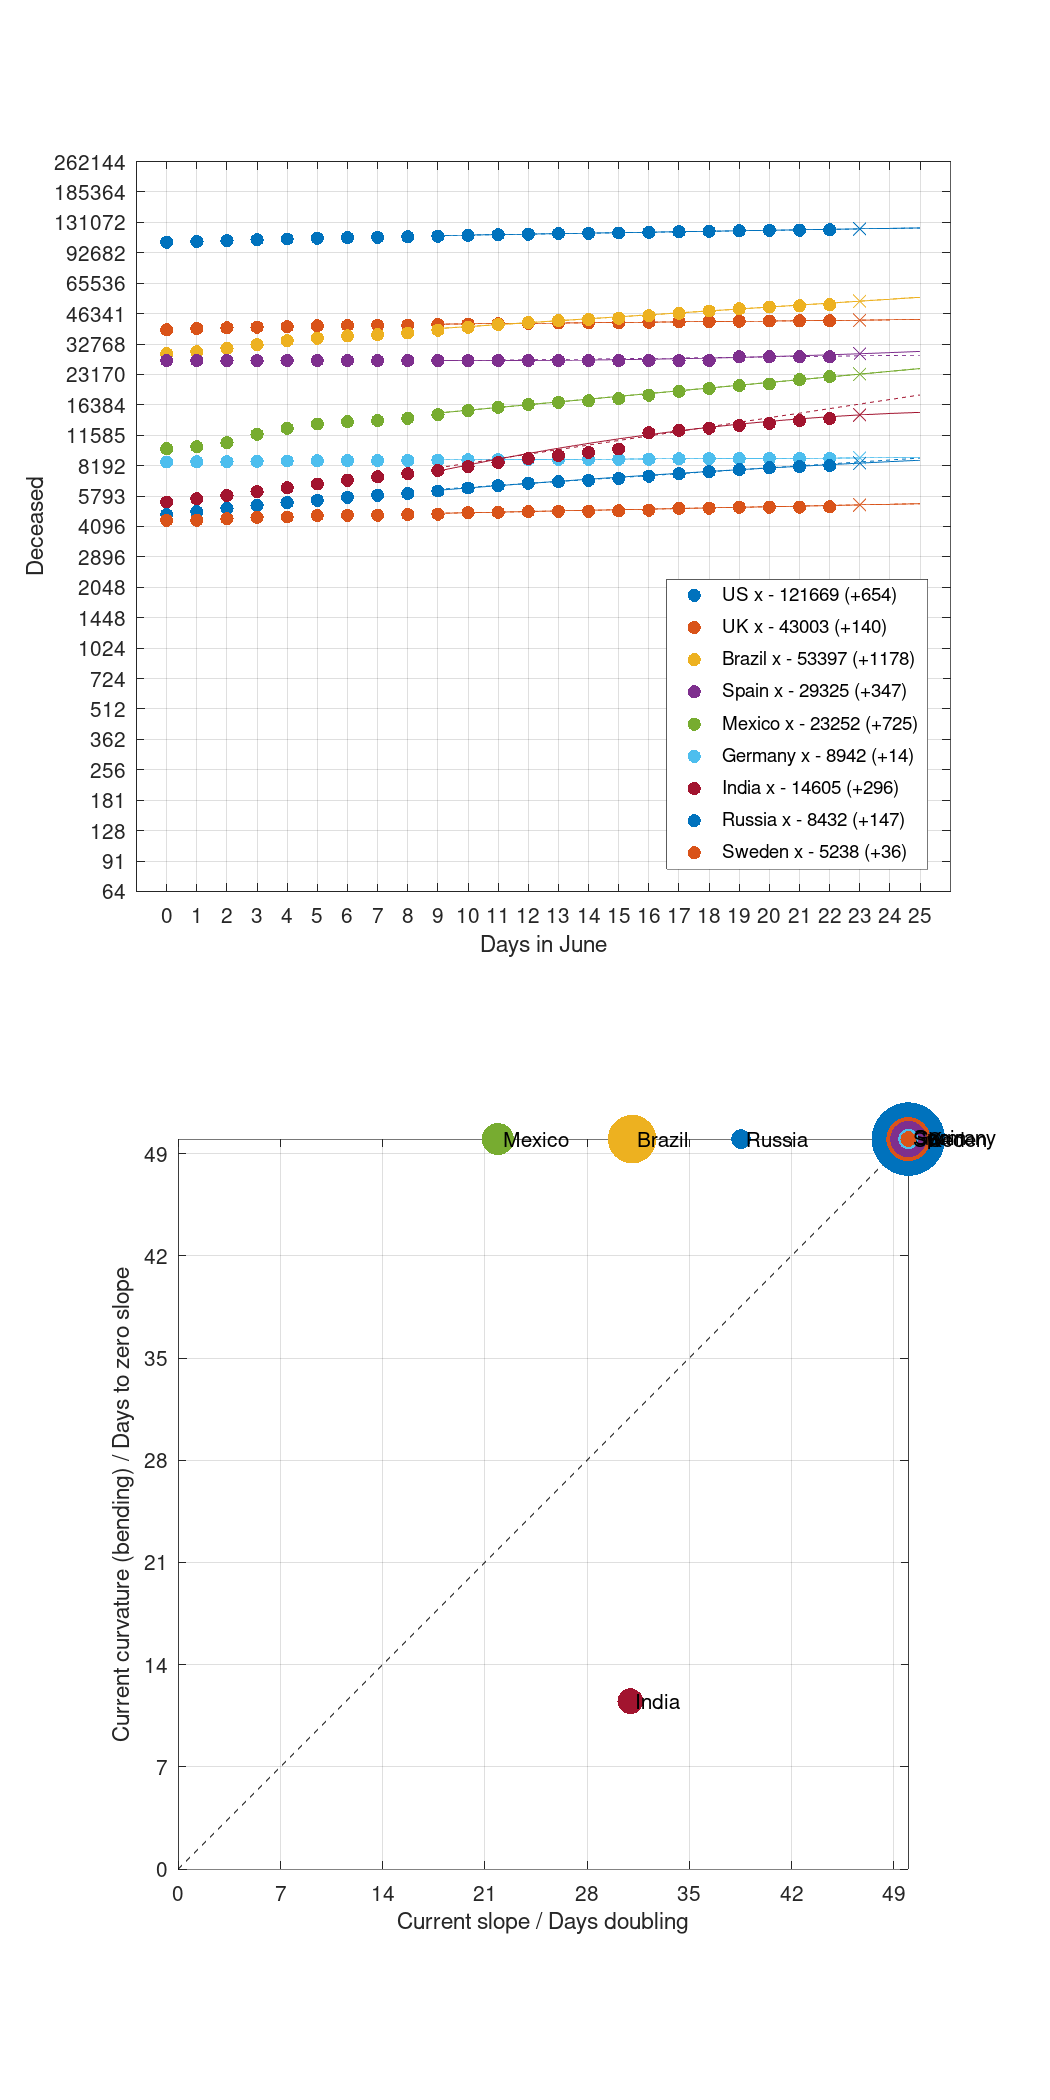 262144
185364
131072
92682
65536
46341
32768
23170
16384
11585
8192
5793
4096
2896
2048
1448
1024
724
512
362
256
181
128
91
64
Deceased
US x - 121669 (+654)
UK x - 43003 (+140)
Brazil x - 53397 (+1178)
Spain x - 29325 (+347)
Mexico x - 23252 (+725)
Germany x - 8942 (+14)
India x - 14605 (+296)
Russia x - 8432 (+147)
Sweden x - 5238 (+36)
0 1 2 3 4 5 6 7 8 9 10 11 12 13 14 15 16 17 18 19 20 21 22 23 24 25
Days in June
Mexico
Brazil
Russia
India
49
42
35
28
21
14
7
0
Current curvature (bending) / Days to zero slope
0 7 14 21 28 35 42 49
Current slope / Days doubling